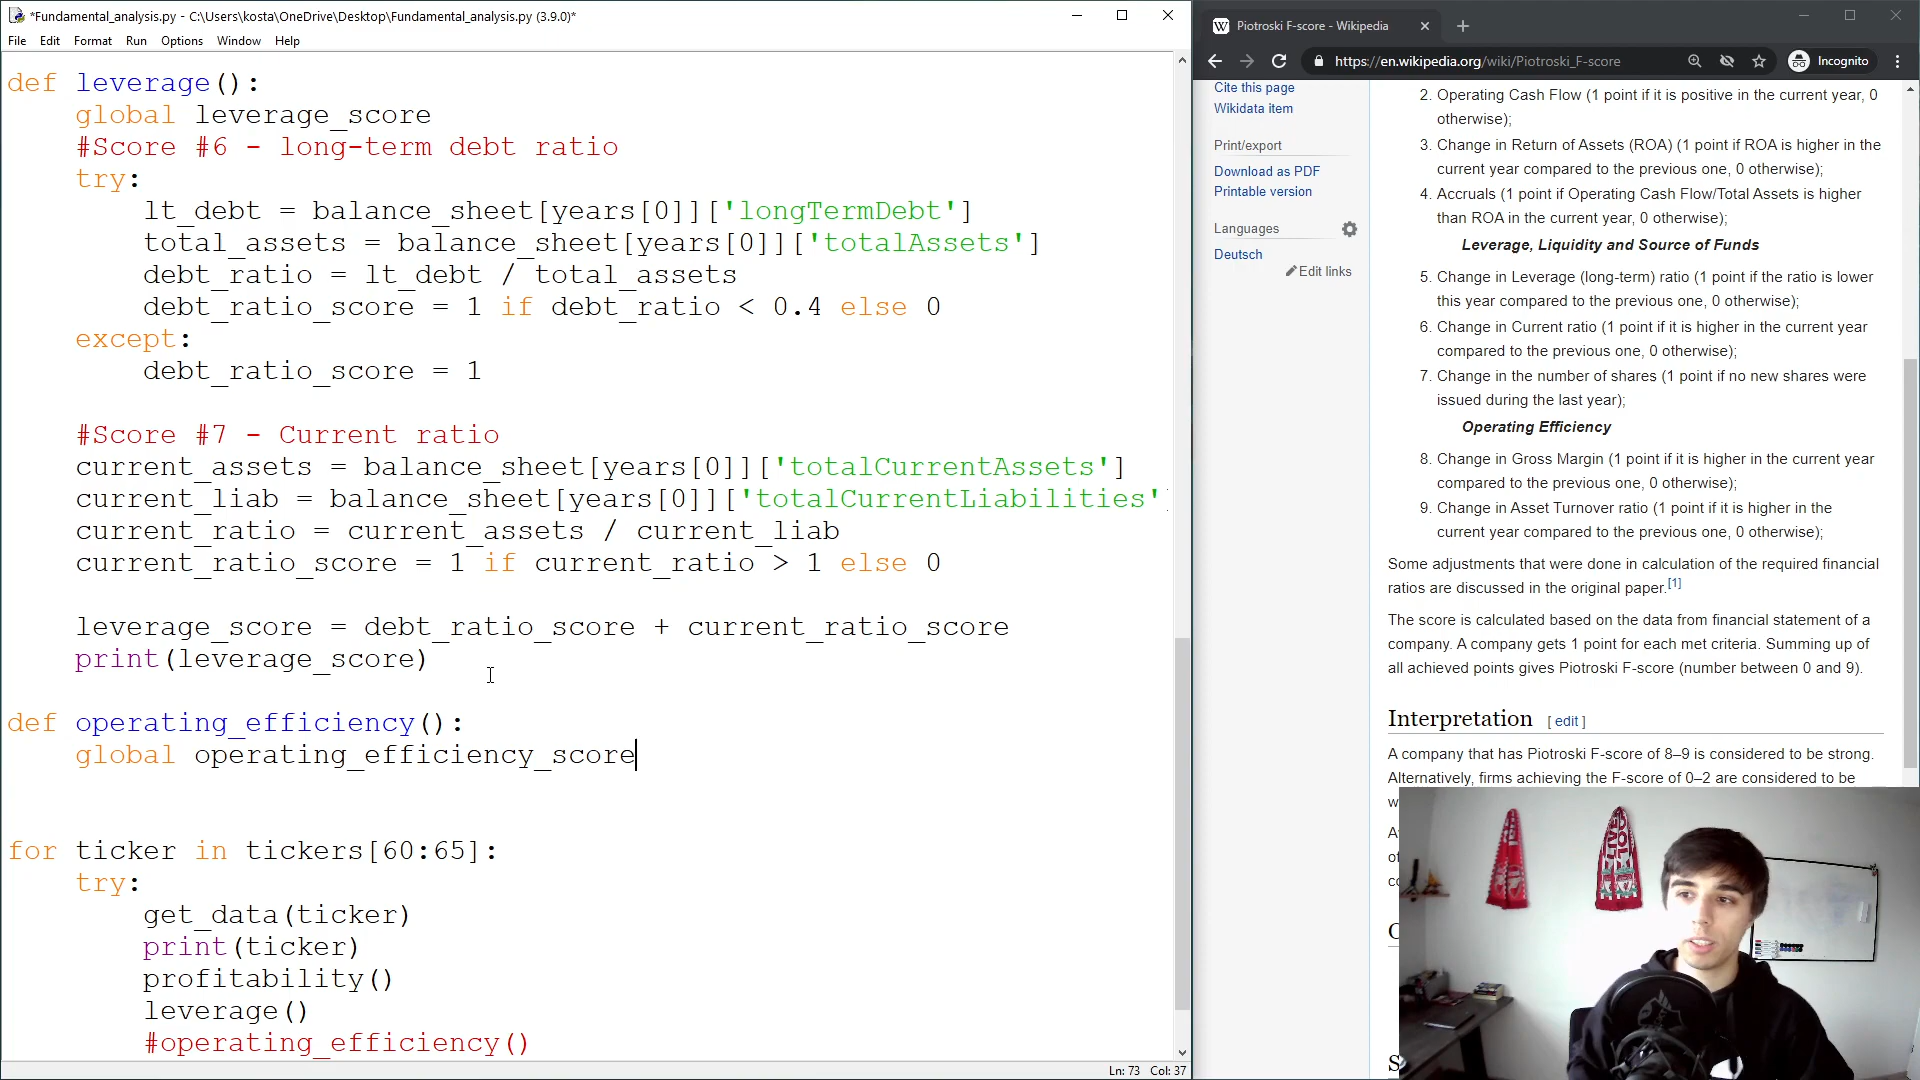 *Fundamental_analysis.py - C:\Users\kosta\OneDrive\Desktop\Fundamental_analysis.py (3.9.0)*
File Edit Format Run Options Window Help
def leverage():
global leverage_score
#Score #6 - long-term debt ratio
try:
lt_debt = balance_sheet[years[0]]['longTermDebt']
total_assets = balance_sheet[years[0]]['totalAssets']
debt_ratio = lt_debt / total_assets
debt_ratio_score = 1 if debt_ratio < 0.4 else 0
except:
debt_ratio_score = 1
#Score #7 - Current ratio
current_assets = balance_sheet[years[0]]['totalCurrentAssets']
current_liab = balance_sheet[years[0]]['totalCurrentLiabilities']
current_ratio = current_assets / current_liab
current_ratio_score = 1 if current_ratio > 1 else 0
leverage_score = debt_ratio_score + current_ratio_score
print(leverage_score)
def operating_efficiency():
global operating_efficiency_score
for ticker in tickers[60:65]:
try:
get_data(ticker)
print(ticker)
profitability()
leverage()
#operating_efficiency()
Ln: 73 Col: 37
Piotroski F-score - Wikipedia
https://en.wikipedia.org/wiki/Piotroski_F-score
Incognito
Cite this page
Wikidata item
Print/export
Download as PDF
Printable version
Languages
Deutsch
Edit links
2. Operating Cash Flow (1 point if it is positive in the current year, 0
otherwise);
3. Change in Return of Assets (ROA) (1 point if ROA is higher in the
current year compared to the previous one, 0 otherwise);
4. Accruals (1 point if Operating Cash Flow/Total Assets is higher
than ROA in the current year, 0 otherwise);
Leverage, Liquidity and Source of Funds
5. Change in Leverage (long-term) ratio (1 point if the ratio is lower
this year compared to the previous one, 0 otherwise);
6. Change in Current ratio (1 point if it is higher in the current year
compared to the previous one, 0 otherwise);
7. Change in the number of shares (1 point if no new shares were
issued during the last year);
Operating Efficiency
8. Change in Gross Margin (1 point if it is higher in the current year
compared to the previous one, 0 otherwise);
9. Change in Asset Turnover ratio (1 point if it is higher in the
current year compared to the previous one, 0 otherwise);
Some adjustments that were done in calculation of the required financial
ratios are discussed in the original paper.[1]
The score is calculated based on the data from financial statement of a
company. A company gets 1 point for each met criteria. Summing up of
all achieved points gives Piotroski F-score (number between 0 and 9).
Interpretation [ edit ]
A company that has Piotroski F-score of 8–9 is considered to be strong.
Alternatively, firms achieving the F-score of 0–2 are considered to be